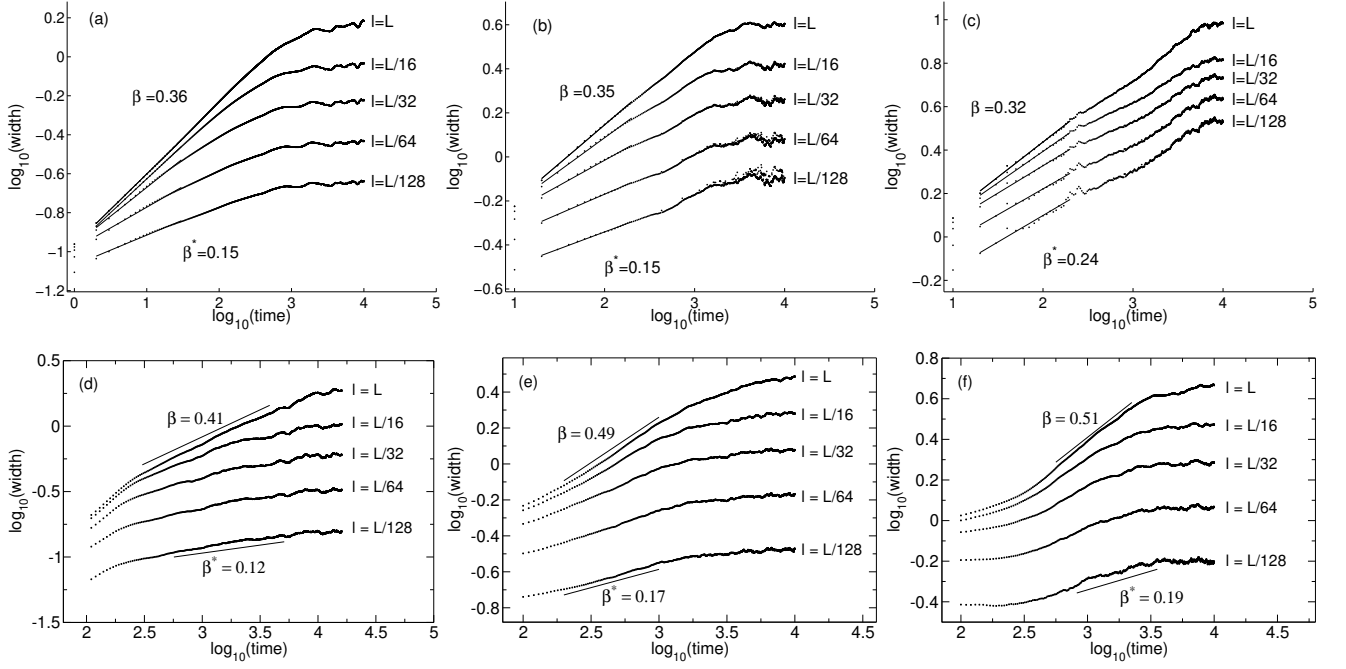 (a)
0.2
0
−0.2
−0.4
−0.6
−0.8
−1
−1.2
0
1
2
3
4
5
log10(width)
log10(time)
β =0.36
β*=0.15
l=L
l=L/16
l=L/32
l=L/64
l=L/128
(b)
0.6
0.4
0.2
0
−0.2
−0.4
−0.6
1
2
3
4
5
log10(width)
log10(time)
β =0.35
β*=0.15
l=L
l=L/16
l=L/32
l=L/64
l=L/128
(c)
1
0.8
0.6
0.4
0.2
0
−0.2
1
2
3
4
5
log10(width)
log10(time)
β =0.32
β*=0.24
l=L
l=L/16
l=L/32
l=L/64
l=L/128
(d)
0.5
0
-0.5
-1
-1.5
2
2.5
3
3.5
4
4.5
5
log10(width)
log10(time)
β = 0.41
β* = 0.12
l = L
l = L/16
l = L/32
l = L/64
l = L/128
(e)
0.4
0.2
0
-0.2
-0.4
-0.6
-0.8
2
2.5
3
3.5
4
4.5
log10(width)
log10(time)
β = 0.49
β* = 0.17
l = L
l = L/16
l = L/32
l = L/64
l = L/128
(f)
0.8
0.6
0.4
0.2
0
-0.2
-0.4
2
2.5
3
3.5
4
4.5
log10(width)
log10(time)
β = 0.51
β* = 0.19
l = L
l = L/16
l = L/32
l = L/64
l = L/128